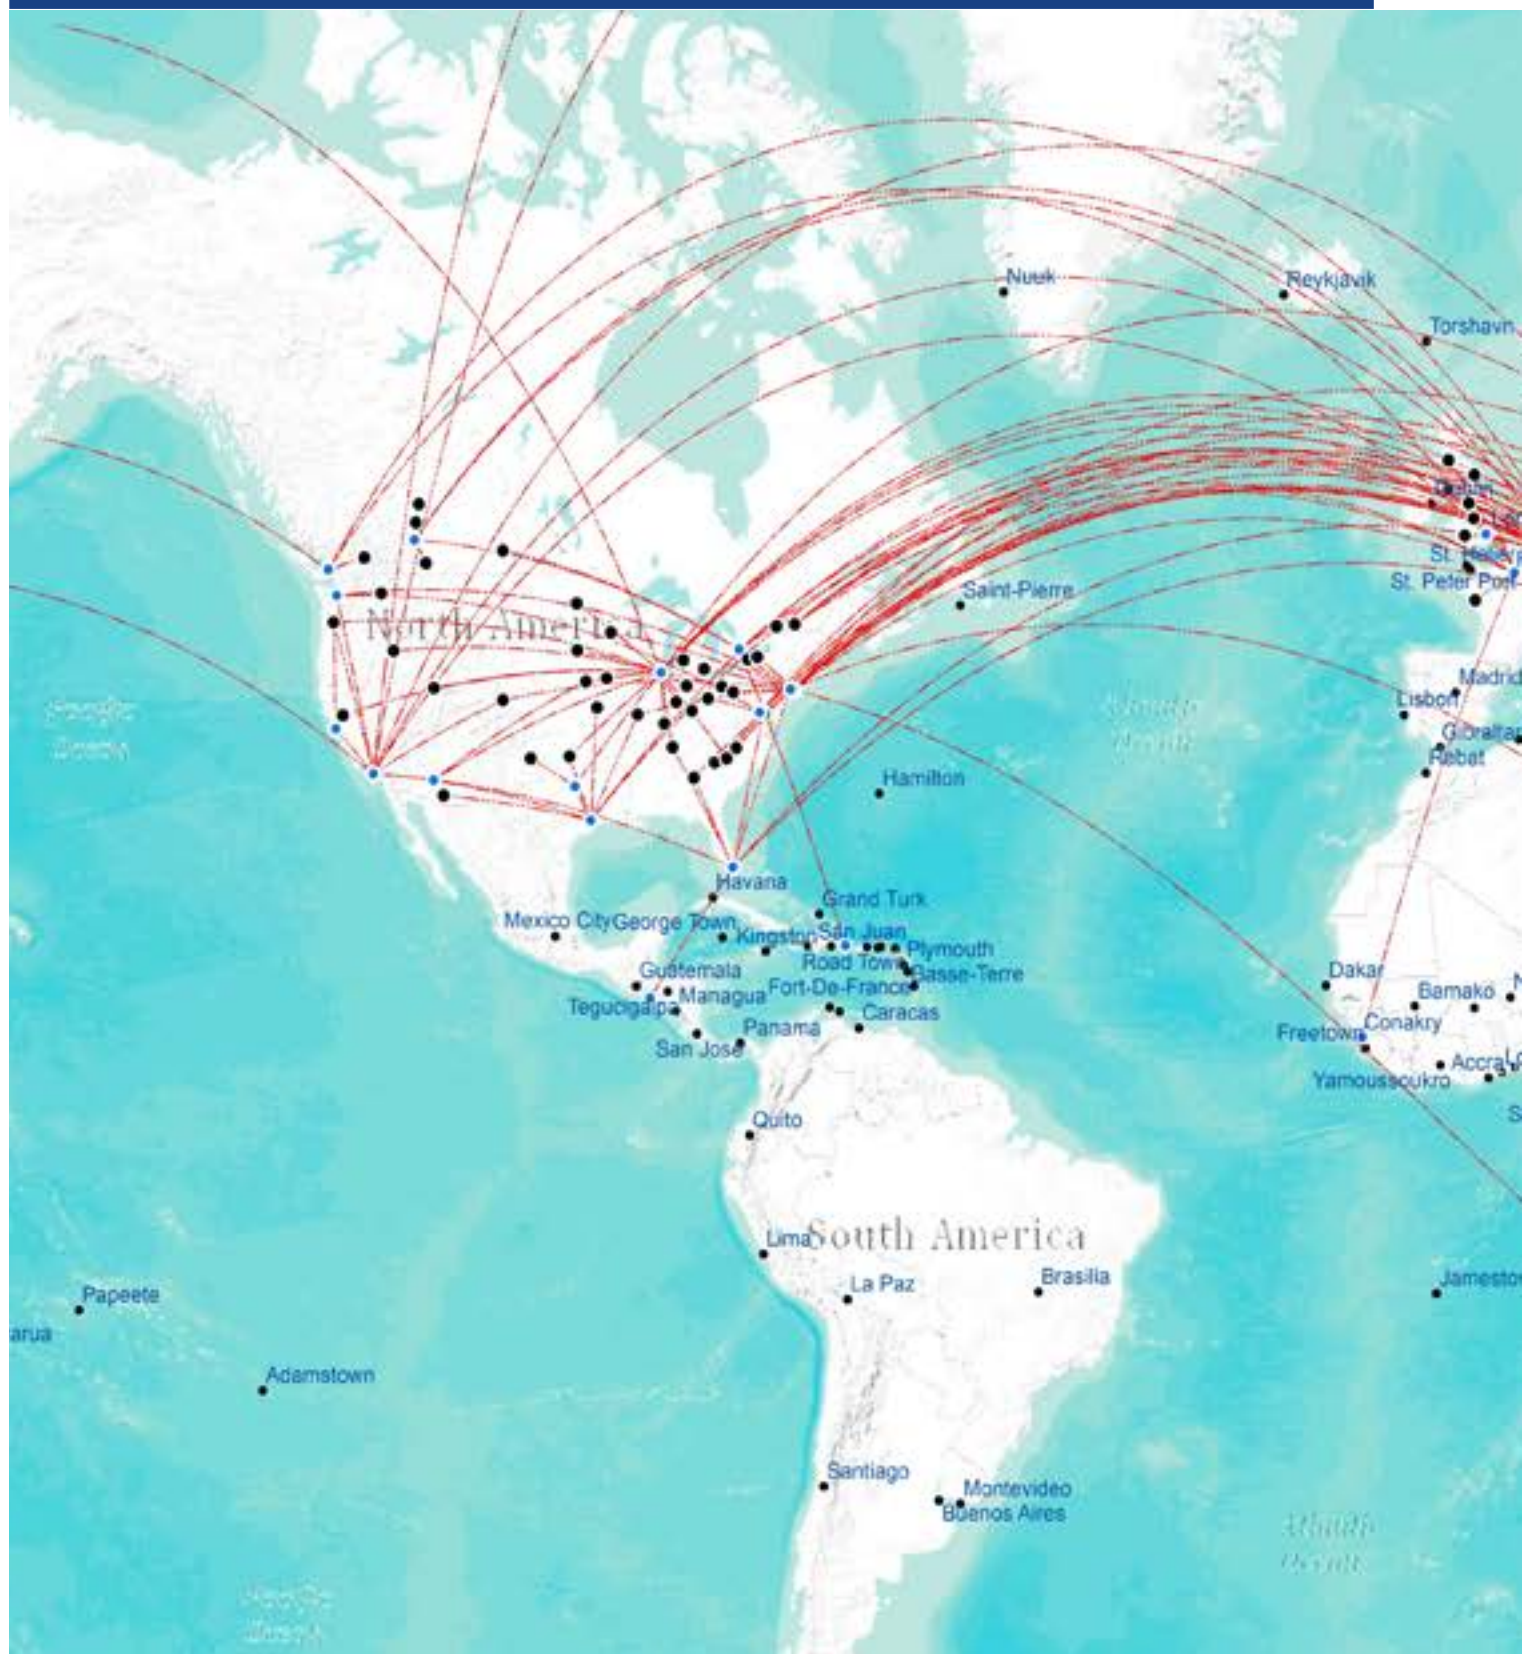 Nuuk
Reykjavik
Torshavn
St. Helier
St. Peter Port
Saint-Pierre
North America
Madrid
Lisbon
Gibraltar
Rabat
Hamilton
Havana
Grand Turk
Mexico City
George Town
Kingston
San Juan
Plymouth
Road Town
Basse-Terre
Guatemala
Fort-De-France
Managua
Tegucigalpa
Caracas
Panama
San Jose
Dakar
Bamako
N
Conakry
Freetown
Accra
Yamoussoukro
S
Quito
South America
Lima
La Paz
Brasilia
Papeete
Jamesto
arua
Adamstown
Santiago
Montevideo
Buenos Aires
Atlantic